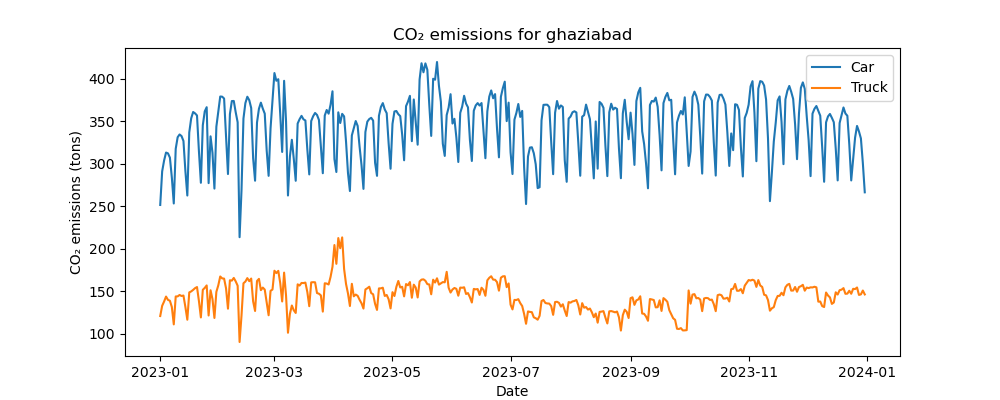 CO₂ emissions for ghaziabad
Car
Truck
CO₂ emissions (tons)
400
350
300
250
200
150
100
2023-01
2023-03
2023-05
2023-07
2023-09
2023-11
2024-01
Date